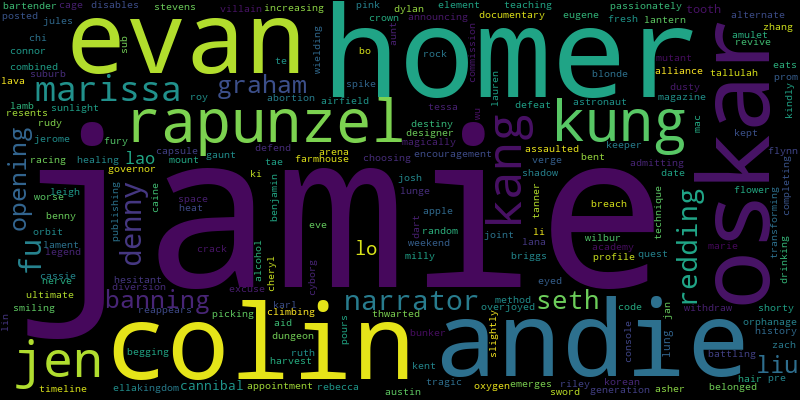 bartender cage disables stevens villain increasing pink dylan element teaching passionately tooth alternate
posted jules crown announcing documentary eugene fresh lantern zhang
evan homer oskar
chi sub wielding aunt commission amulet
connor te bo rock mutant revive
combined suburb marissa graham spike blonde alliance tallulah eats
lava roy abortion airfield tessa lauren astronaut dusty prom
lamb sunlight wu defeat magazine kindly
resents rudy rapunzel destiny kung mac kept
jerome fury designer keeper
opening racing healing lao capsule gaunt defend arena magically encouragement kang assaulted bent admitting flynn
mount governor farmhouse choosing verge date
tae shadow
leigh ki josh lunge eyed flower
worse denny caine space benjamin breach tanner technique redding transforming completing
benny publishing heat eve apple
jamie
orbit dart random joint li wilbur
fu lament legend crack lo weekend lana academy marie
milly briggs profile quest drinking
cassie alcohol cheryl cyborg
nerve hesitant diversion excuse
ultimate banning narrator method seth code withdraw shorty
smiling reappears karl climbing thwarted overjoyed jan orphanage
lin picking aid pours bunker slightly console lung history
jen colin andie
begging dungeon battling zach
ruth kent liu
harvest tragic riley korean hair pre
timeline ellakingdom cannibal appointment rebecca austin oxygen emerges sword generation asher belonged